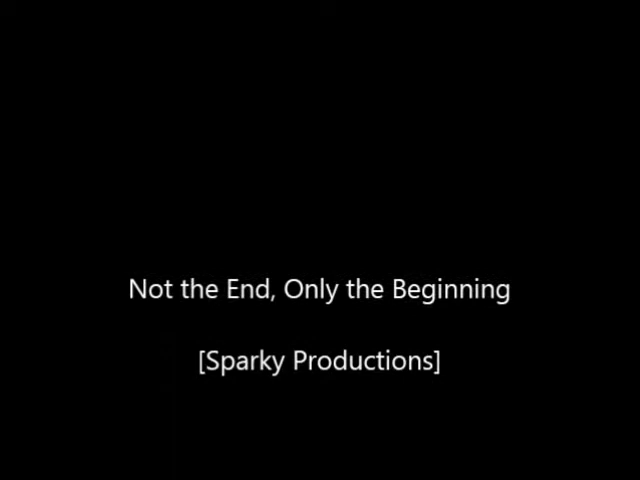 Not the End, Only the Beginning
[Sparky Productions]